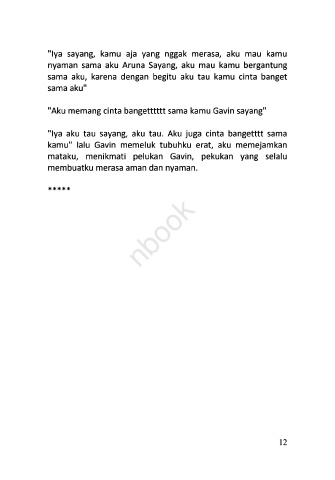 "Iya sayang, kamu aja yang nggak merasa, aku mau kamu
nyaman sama aku Aruna Sayang, aku mau kamu bergantung
sama aku, karena dengan begitu aku tau kamu cinta banget
sama aku"
"Aku memang cinta bangetttttt sama kamu Gavin sayang"
"Iya aku tau sayang, aku tau. Aku juga cinta bangetttt sama
kamu" lalu Gavin memeluk tubuhku erat, aku memejamkan
mataku, menikmati pelukan Gavin, pekukan yang selalu
membuatku merasa aman dan nyaman.
*****
nbook
12